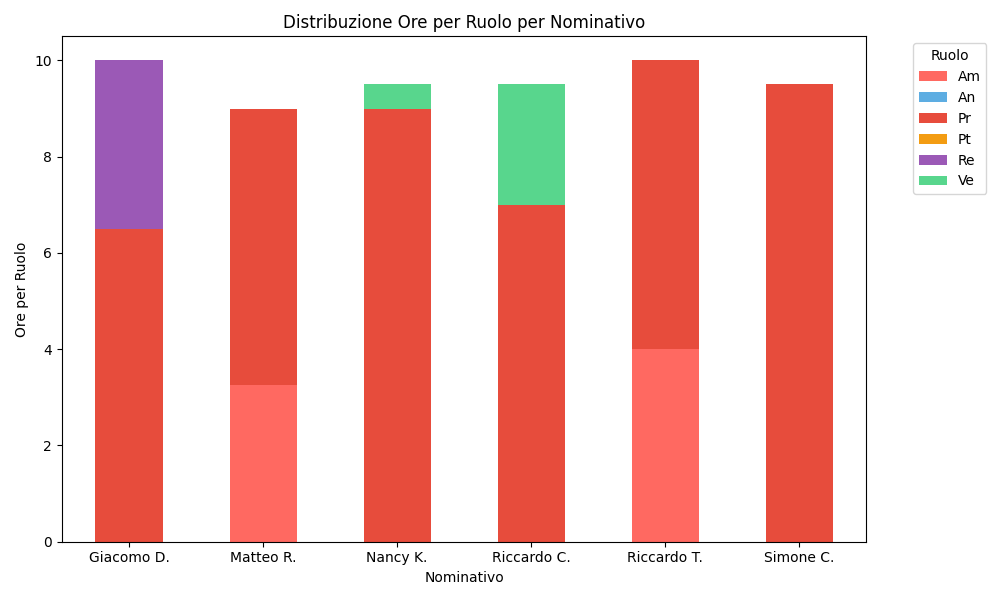 Distribuzione Ore per Ruolo per Nominativo
Ruolo
Am
An
Pr
Pt
Re
Ve
Ore per Ruolo
10
8
6
4
2
0
Giacomo D. Matteo R. Nancy K. Riccardo C. Riccardo T. Simone C.
Nominativo